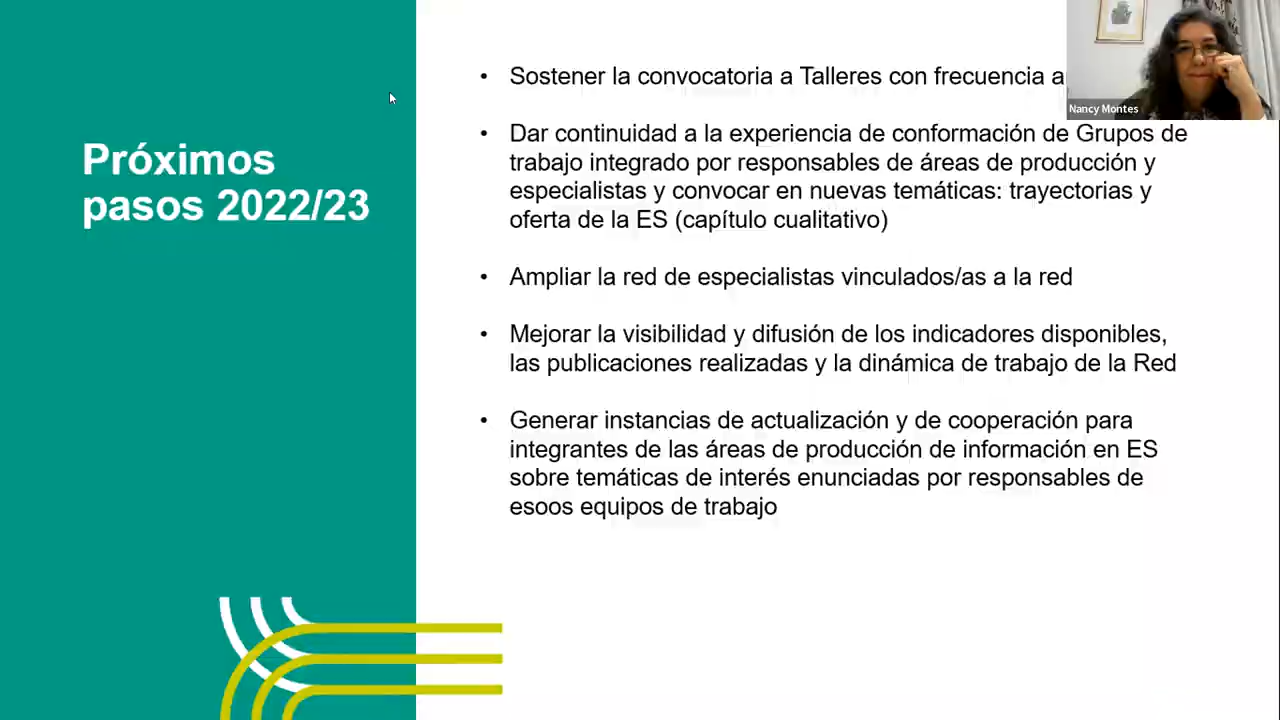 Próximos
pasos 2022/23
• Sostener la convocatoria a Talleres con frecuencia
• Dar continuidad a la experiencia de conformación de Grupos de
trabajo integrado por responsables de áreas de producción y
especialistas y convocar en nuevas temáticas: trayectorias y
oferta de la ES (capítulo cualitativo)
• Ampliar la red de especialistas vinculados/as a la red
• Mejorar la visibilidad y difusión de los indicadores disponibles,
las publicaciones realizadas y la dinámica de trabajo de la Red
• Generar instancias de actualización y de cooperación para
integrantes de las áreas de producción de información en ES
sobre temáticas de interés enunciadas por responsables de
esoos equipos de trabajo
Nancy Montes